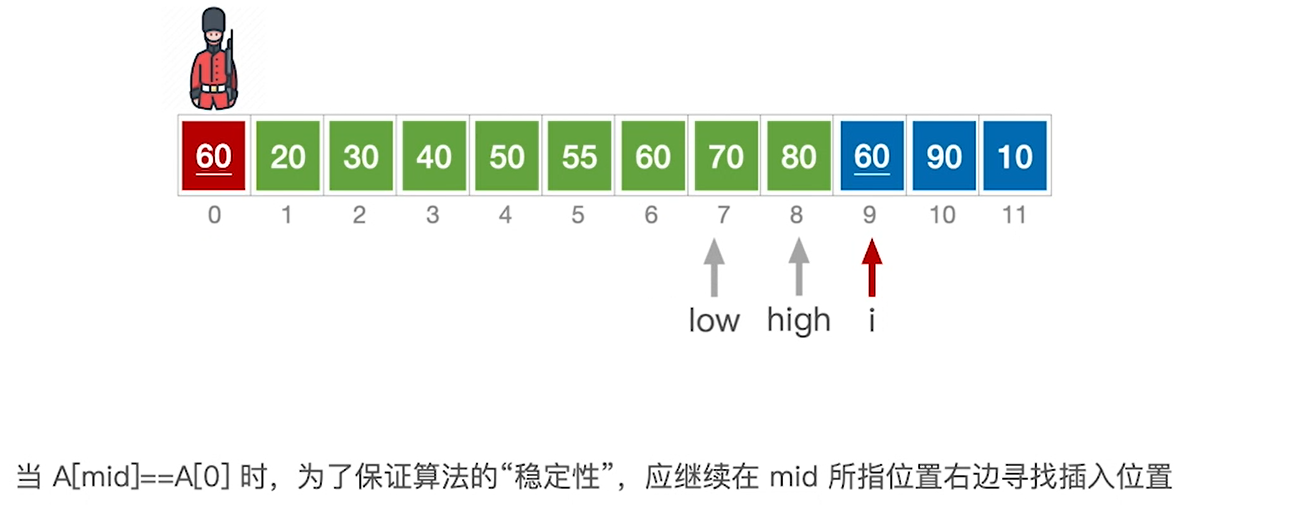 60 20 30 40 50 55 60 70 80 60 90 10
0 1 2 3 4 5 6 7 8 9 10 11
low high i
当 A[mid]==A[0] 时，为了保证算法的“稳定性”，应继续在 mid 所指位置右边寻找插入位置